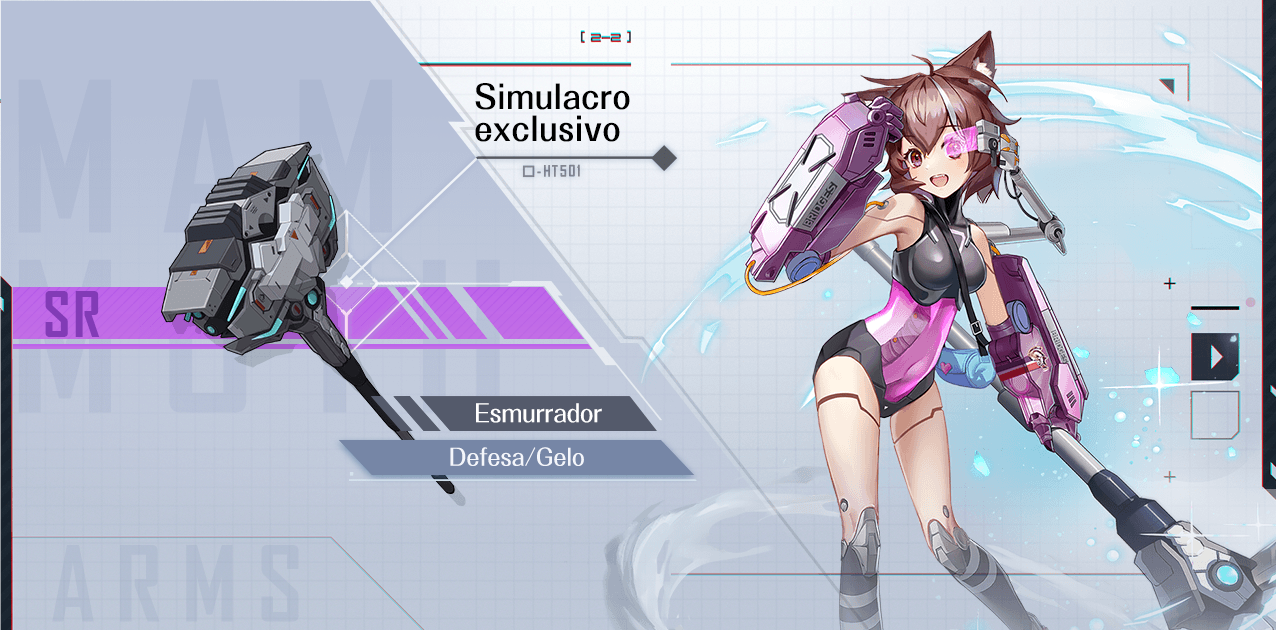 [ 2-2 ]
Simulacro
exclusivo
-HT501
MAM
MOTH
SR
Esmurrador
Defesa/Gelo
ARMS